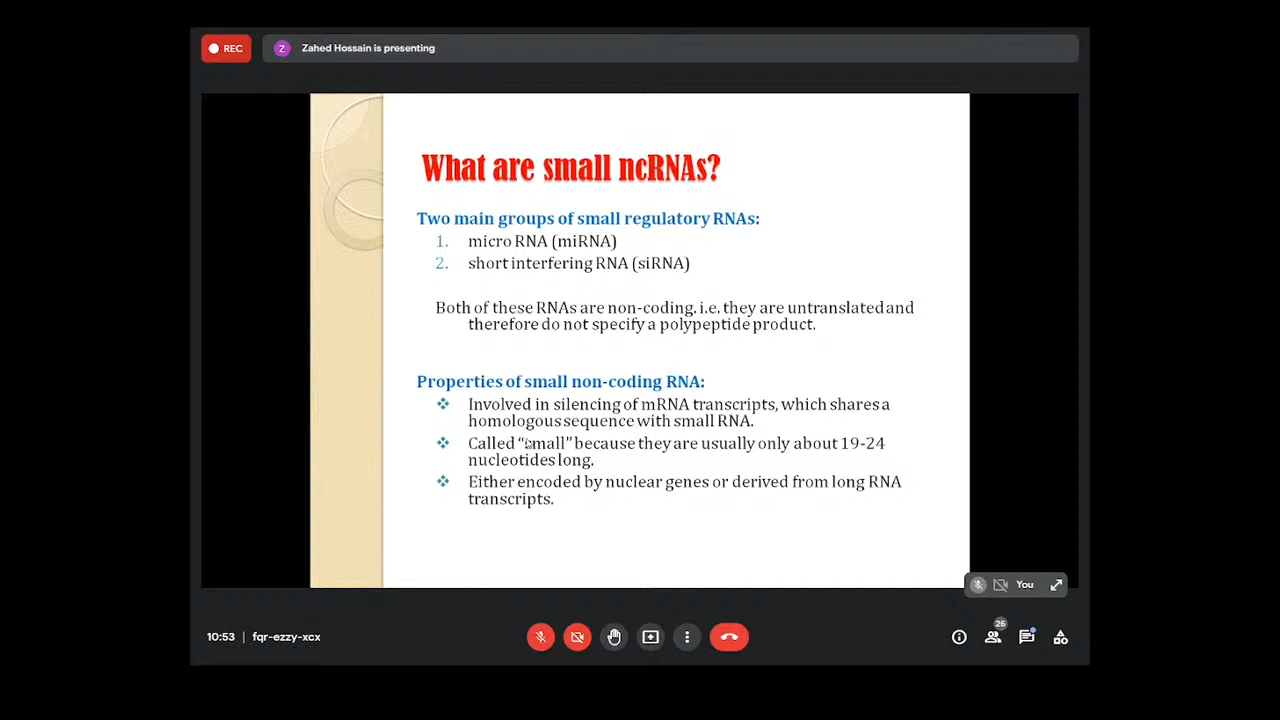 REC
Z
Zahed Hossain is presenting
What are small ncRNAs?
Two main groups of small regulatory RNAs:
1. micro RNA (miRNA)
2. short interfering RNA (siRNA)
Both of these RNAs are non-coding, i.e. they are untranslated and
therefore do not specify a polypeptide product.
Properties of small non-coding RNA:
Involved in silencing of mRNA transcripts, which shares a
homologous sequence with small RNA.
Called “small” because they are usually only about 19-24
nucleotides long.
Either encoded by nuclear genes or derived from long RNA
transcripts.
You
10:53 | fqr-ezzy-xcx
26